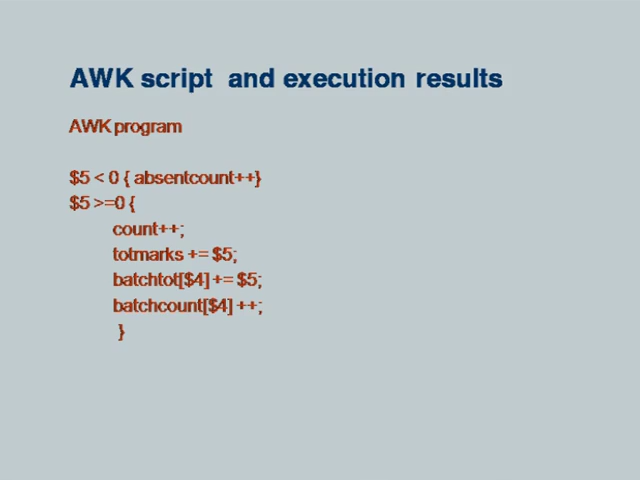 AWK script and execution results
AWK program
$5 < 0 { absentcount++}
$5 >=0 {
count++;
totmarks += $5;
batchtot[$4] += $5;
batchcount[$4] ++;
}